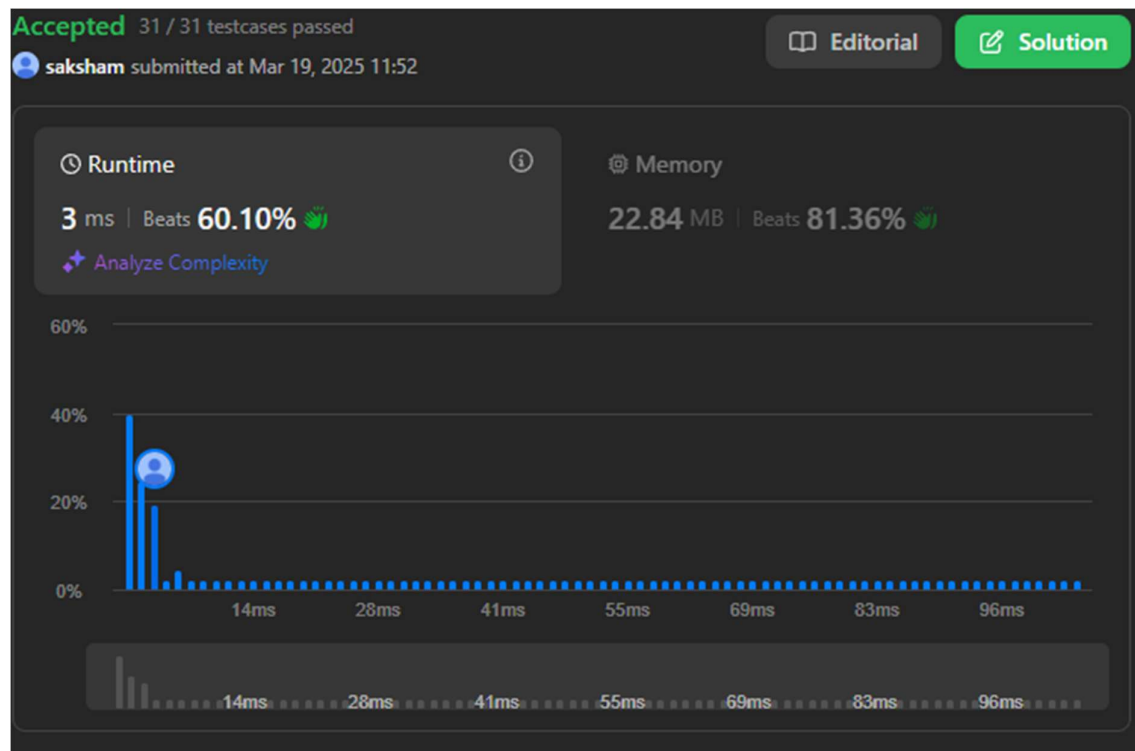 Accepted 31 / 31 testcases passed
Editorial
Solution
saksham submitted at Mar 19, 2025 11:52
Runtime
Memory
3 ms | Beats 60.10%
22.84 MB | Beats 81.36%
Analyze Complexity
60%
40%
20%
0%
14ms 28ms 41ms 55ms 69ms 83ms 96ms
14ms 28ms 41ms 55ms 69ms 83ms 96ms